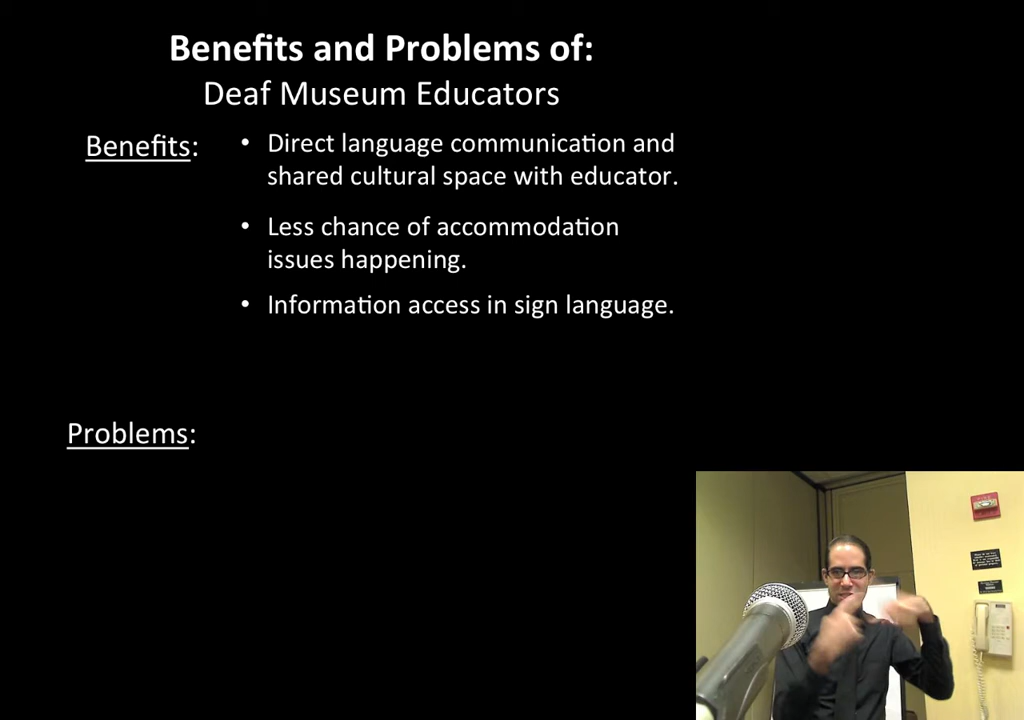 Benefits and Problems of:
Deaf Museum Educators
Benefits:
• Direct language communication and
shared cultural space with educator.
• Less chance of accommodation
issues happening.
• Information access in sign language.
Problems: